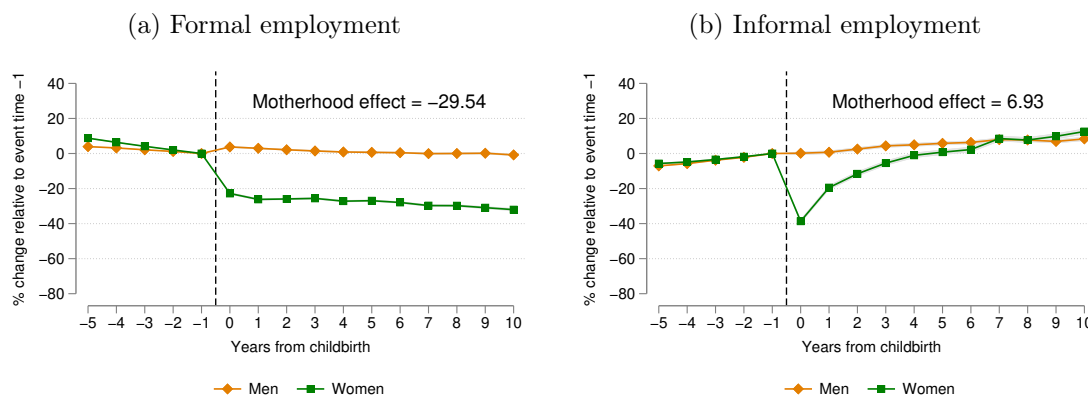 (a) Formal employment
% change relative to event time −1
40
20
0
−20
−40
−60
−80
Motherhood effect = −29.54
−5 −4 −3 −2 −1 0 1 2 3 4 5 6 7 8 9 10
Years from childbirth
Men Women
(b) Informal employment
% change relative to event time −1
40
20
0
−20
−40
−60
−80
Motherhood effect = 6.93
−5 −4 −3 −2 −1 0 1 2 3 4 5 6 7 8 9 10
Years from childbirth
Men Women